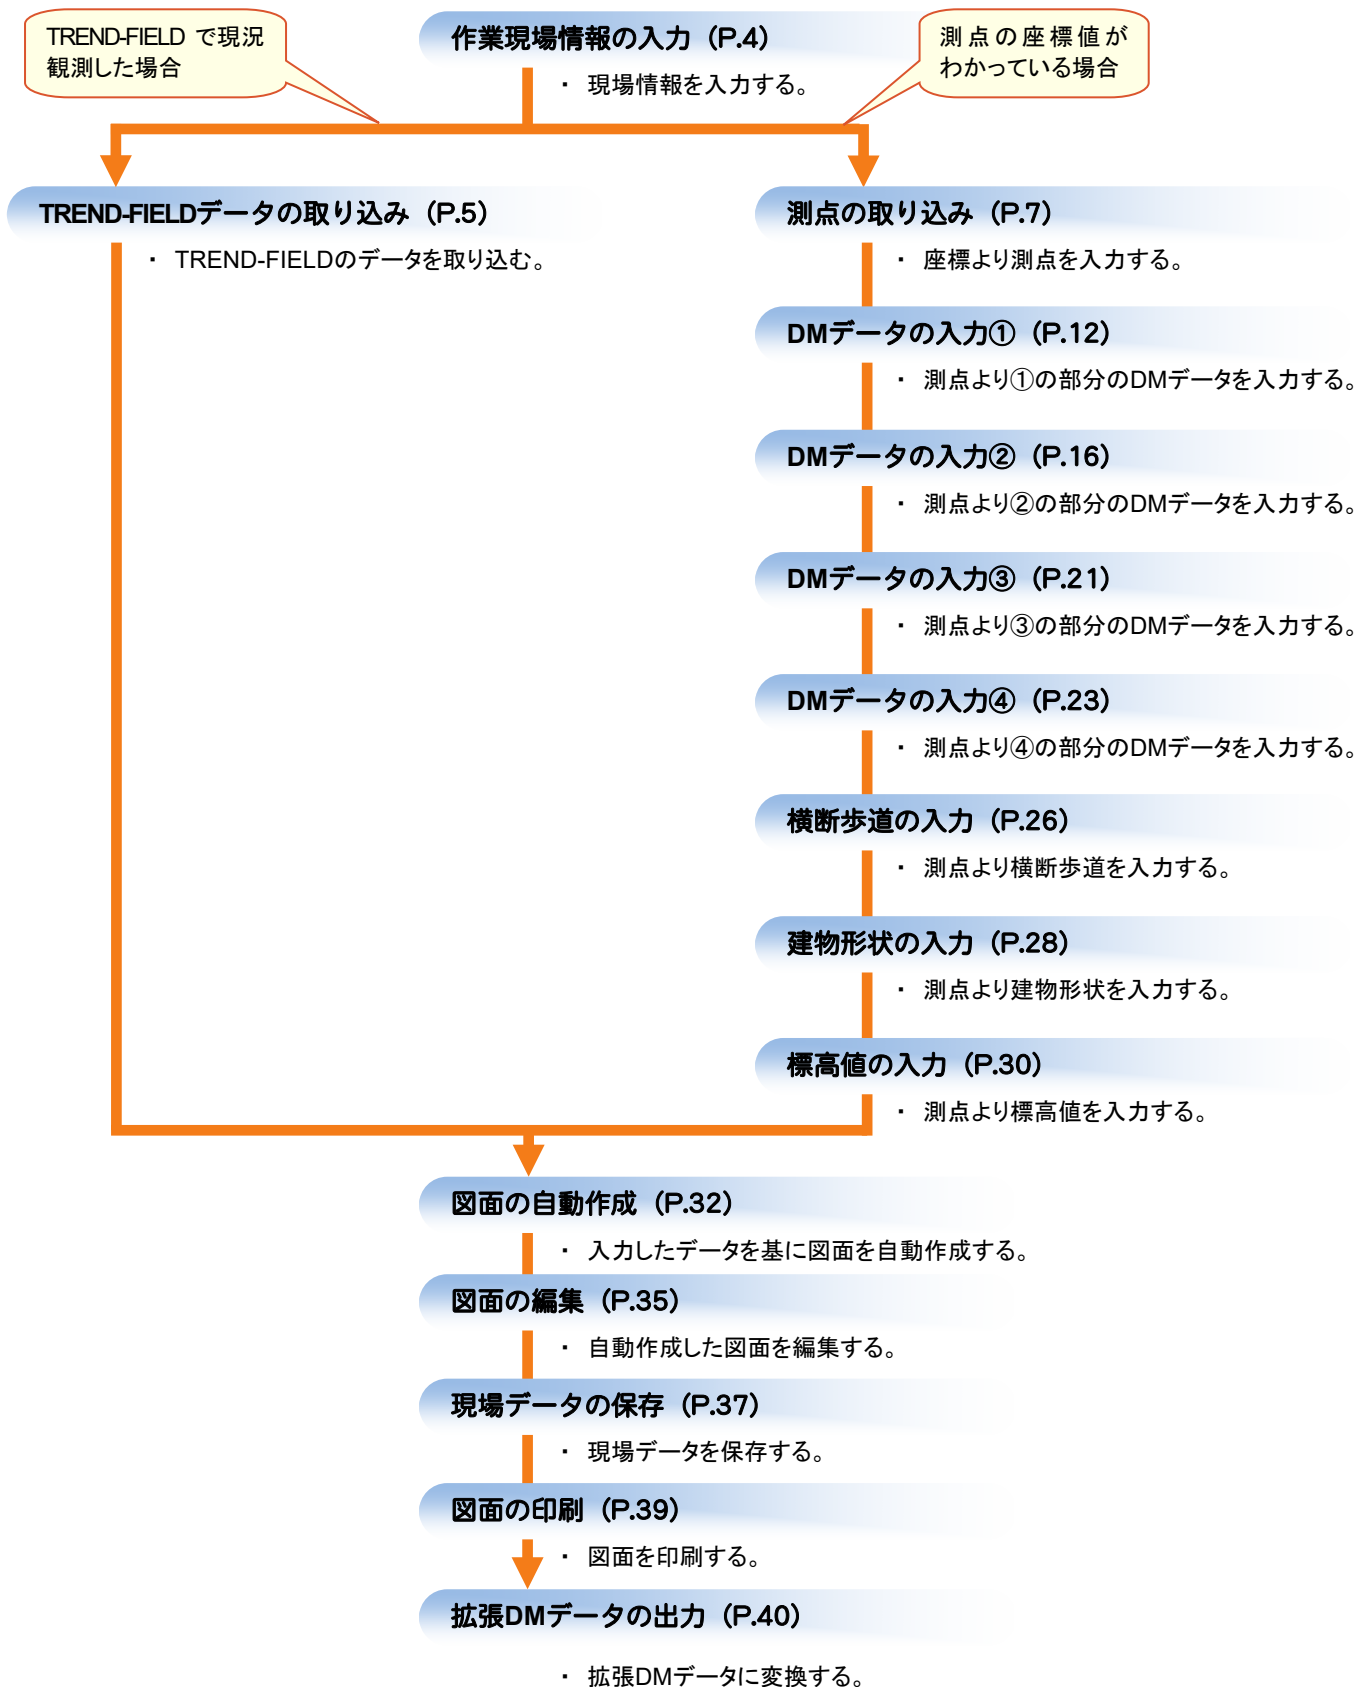 TREND-FIELD で現況
観測した場合
作業現場情報の入力（P.4）
・ 現場情報を入力する。
測点の座標値が
わかっている場合
TREND-FIELDデータの取り込み（P.5）
・ TREND-FIELDのデータを取り込む。
測点の取り込み（P.7）
・ 座標より測点を入力する。
DMデータの入力①（P.12）
・ 測点より①の部分のDMデータを入力する。
DMデータの入力②（P.16）
・ 測点より②の部分のDMデータを入力する。
DMデータの入力③（P.21）
・ 測点より③の部分のDMデータを入力する。
DMデータの入力④（P.23）
・ 測点より④の部分のDMデータを入力する。
横断歩道の入力（P.26）
・ 測点より横断歩道を入力する。
建物形状の入力（P.28）
・ 測点より建物形状を入力する。
標高値の入力（P.30）
・ 測点より標高値を入力する。
図面の自動作成（P.32）
・ 入力したデータを基に図面を自動作成する。
図面の編集（P.35）
・ 自動作成した図面を編集する。
現場データの保存（P.37）
・ 現場データを保存する。
図面の印刷（P.39）
・ 図面を印刷する。
拡張DMデータの出力（P.40）
・ 拡張DMデータに変換する。